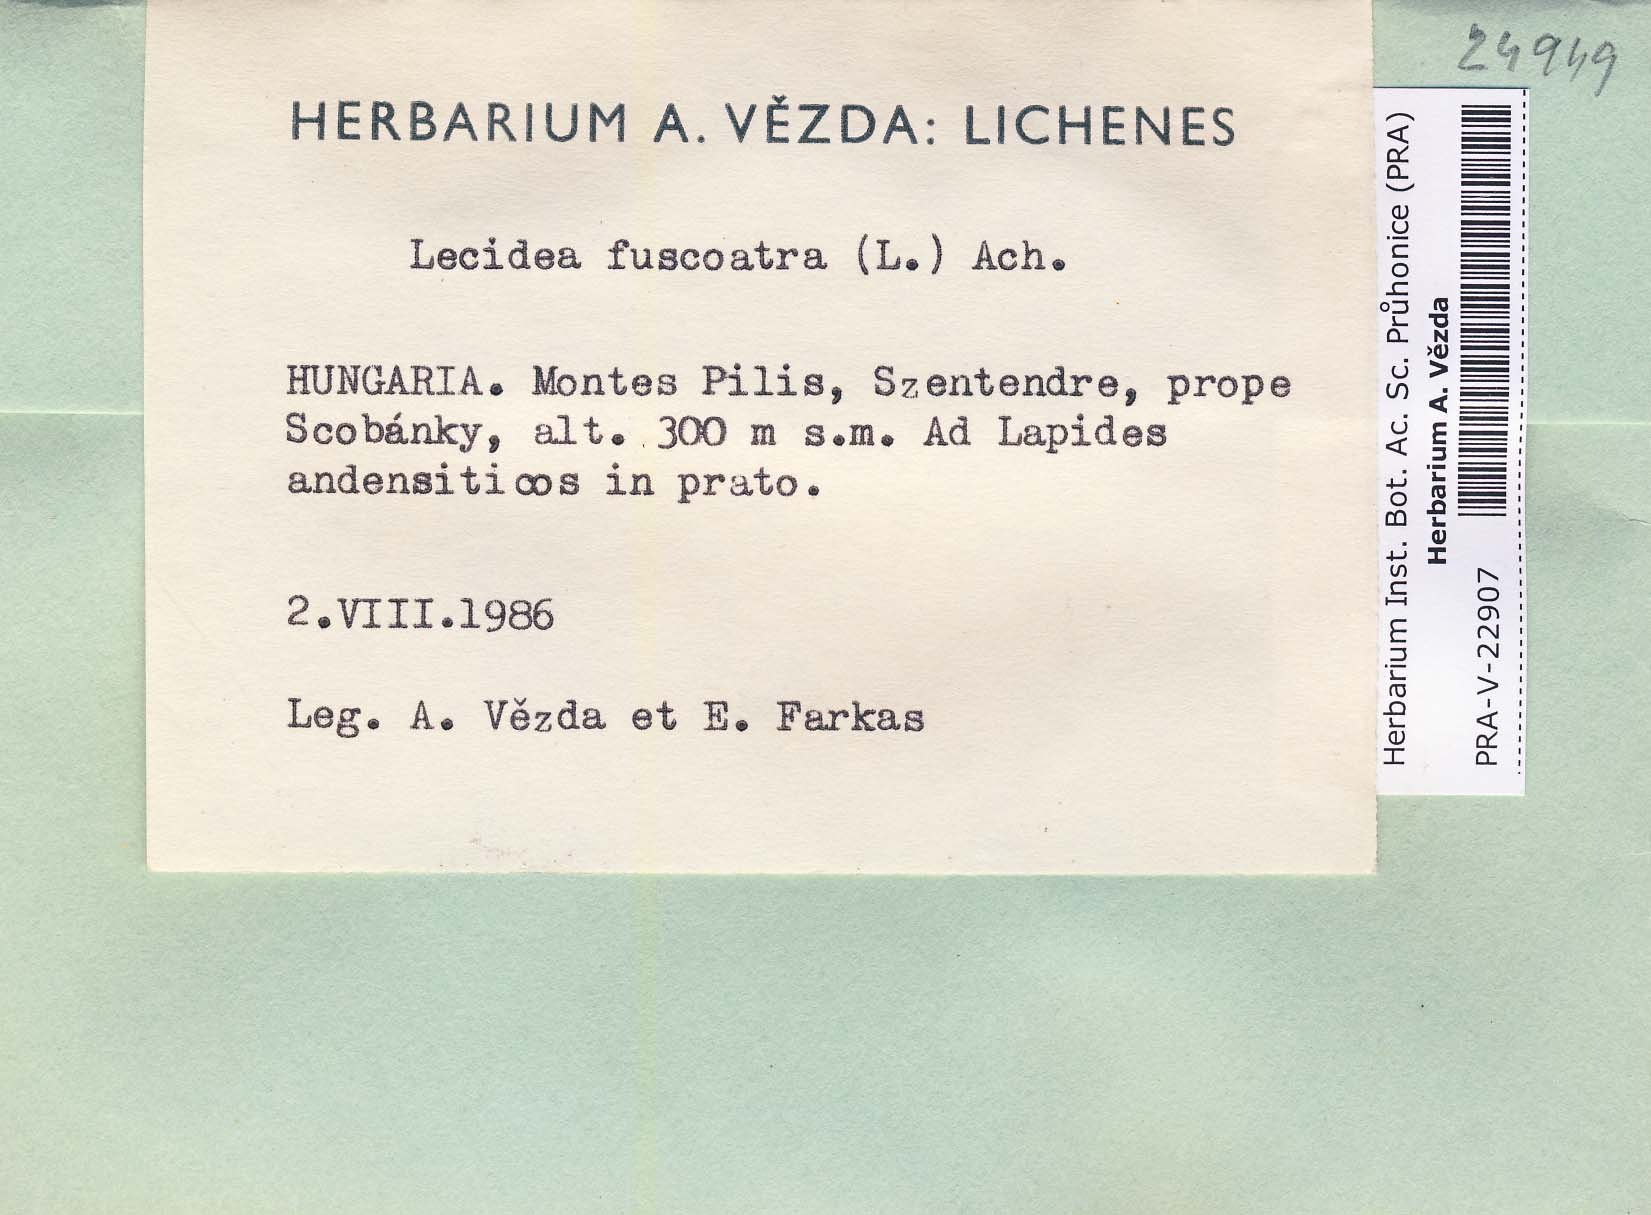 24949
HERBARIUM A. VĚZDA: LICHENES
Lecidea fuscoatra (L.) Ach.
HUNGARIA. Montes Pilis, Szentendre, prope
Scobánky, alt. 300 m s.m. Ad Lapides
andensiticos in prato.
2.VIII.1986
Leg. A. Vězda et E. Farkas
Herbarium Inst. Bot. Ac. Sc. Průhonice (PRA)
Herbarium A. Vězda
PRA-V-22907